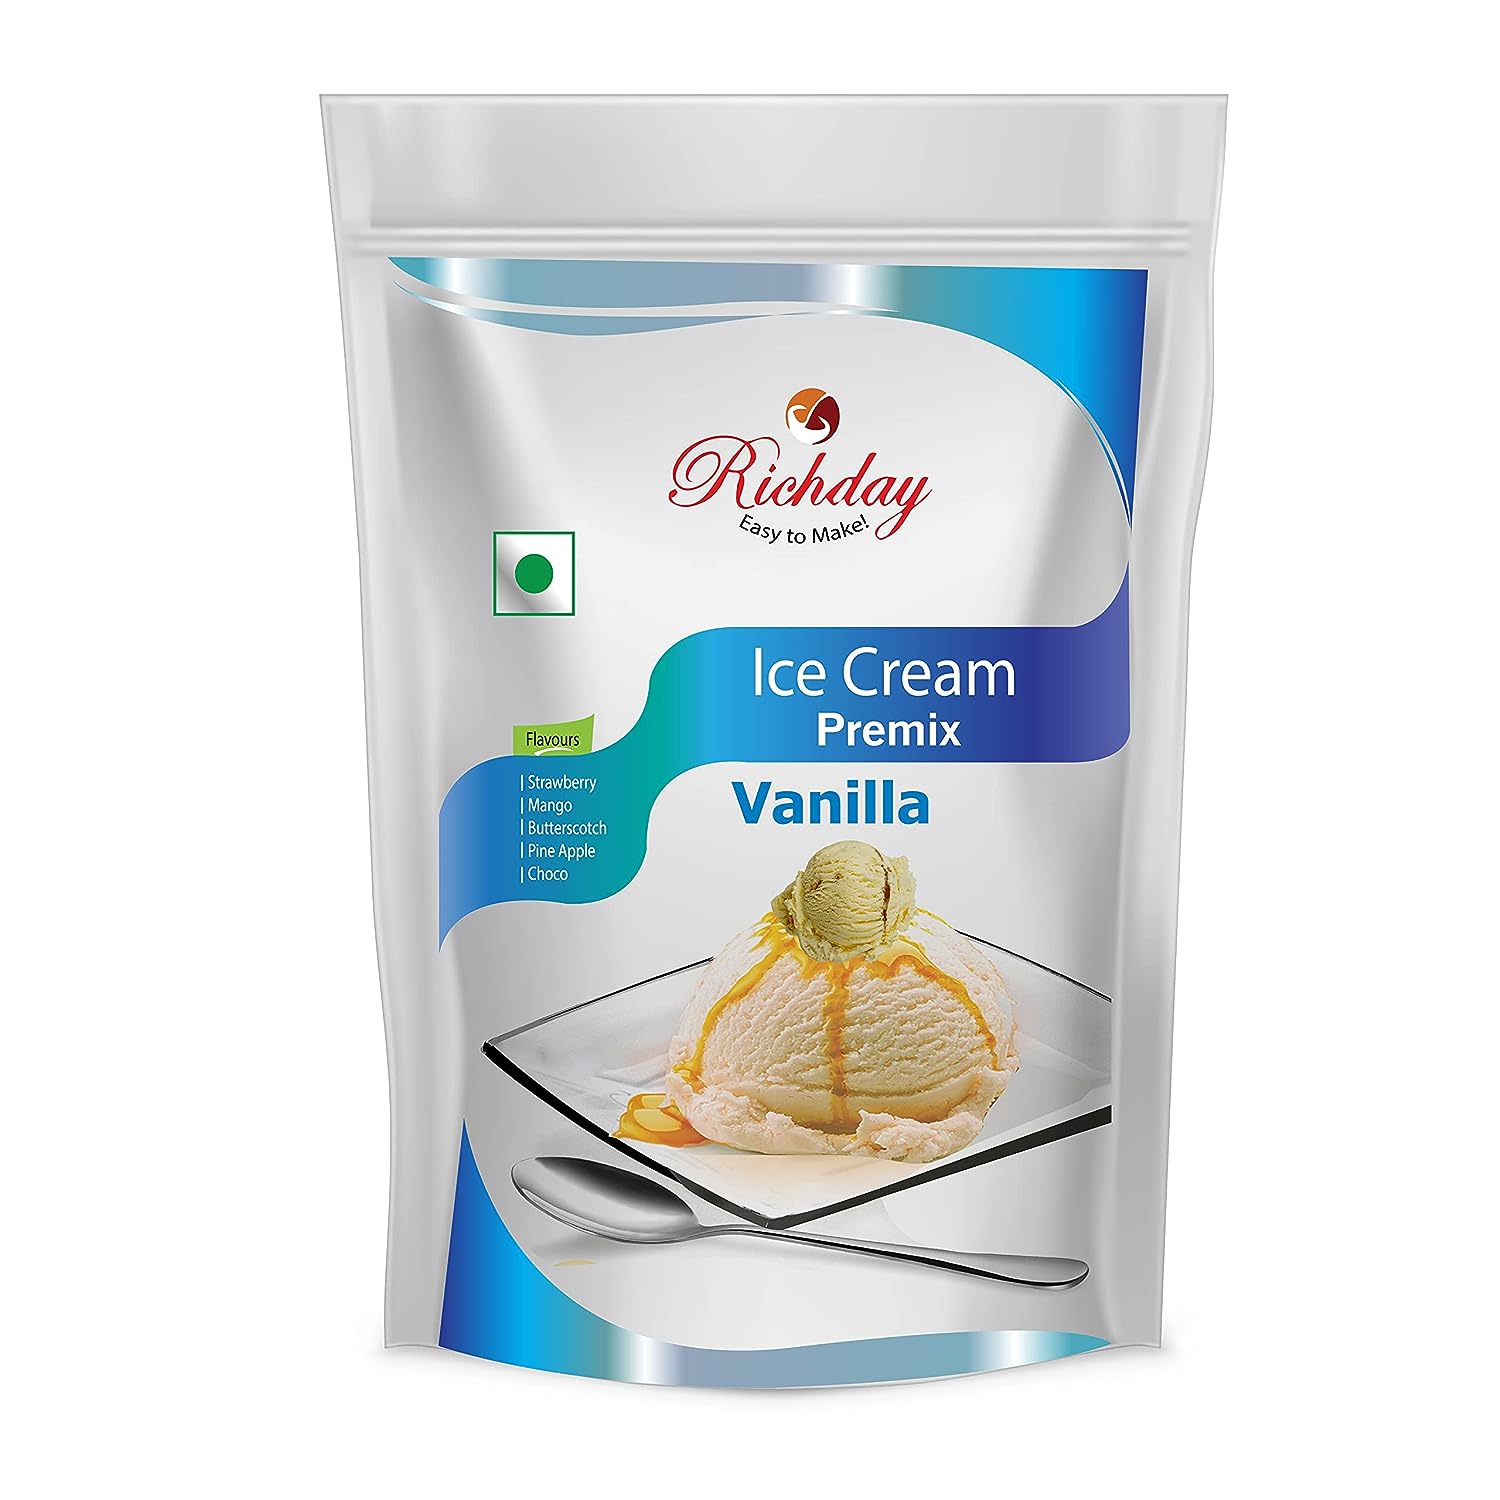 Richday
Easy to Make!
Ice Cream
Premix
Vanilla
Flavours
| Strawberry
| Mango
| Butterscotch
| Pine Apple
| Choco